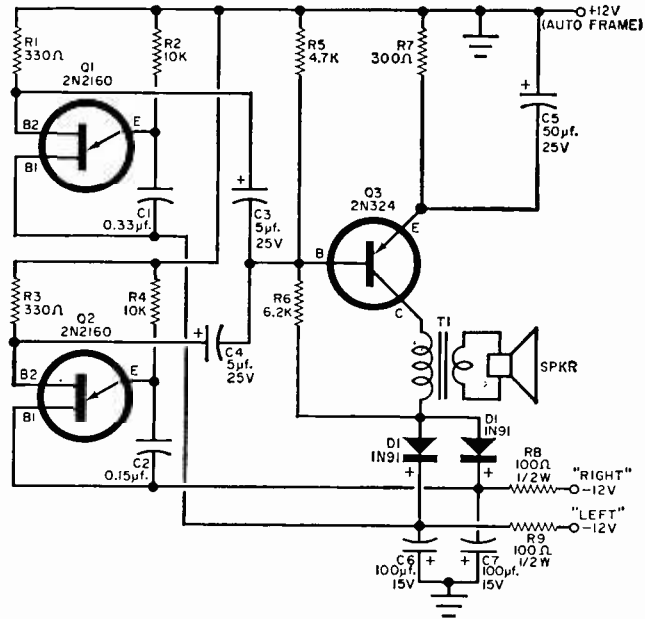 +12V
(AUTO FRAME)
R1
330Ω
R2
10K
R5
4.7K
R7
300Ω
Q1
2N2160
B2
E
B1
+
C5
50µf.
25V
C1
0.33µf.
+
C3
5µf.
25V
Q3
2N324
E
B
C
R3
330Ω
R4
10K
Q2
2N2160
+
C4
5µf.
25V
R6
6.2K
T1
SPKR
B2
E
B1
C2
0.15µf.
D1
1N91
+
D1
1N91
+
R8
100Ω
1/2W
"RIGHT"
-12V
"LEFT"
-12V
R9
100Ω
1/2W
C6
100µf.
15V
+
+
C7
100µf.
15V